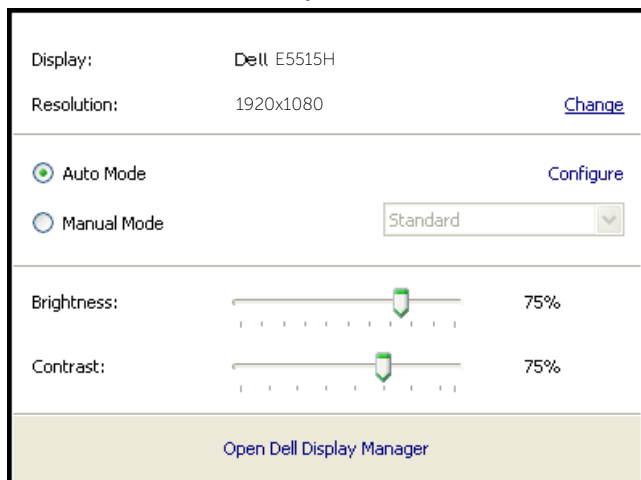 Display: Dell E5515H
Resolution: 1920x1080 Change
Auto Mode Configure
Manual Mode Standard
Brightness: 75%
Contrast: 75%
Open Dell Display Manager